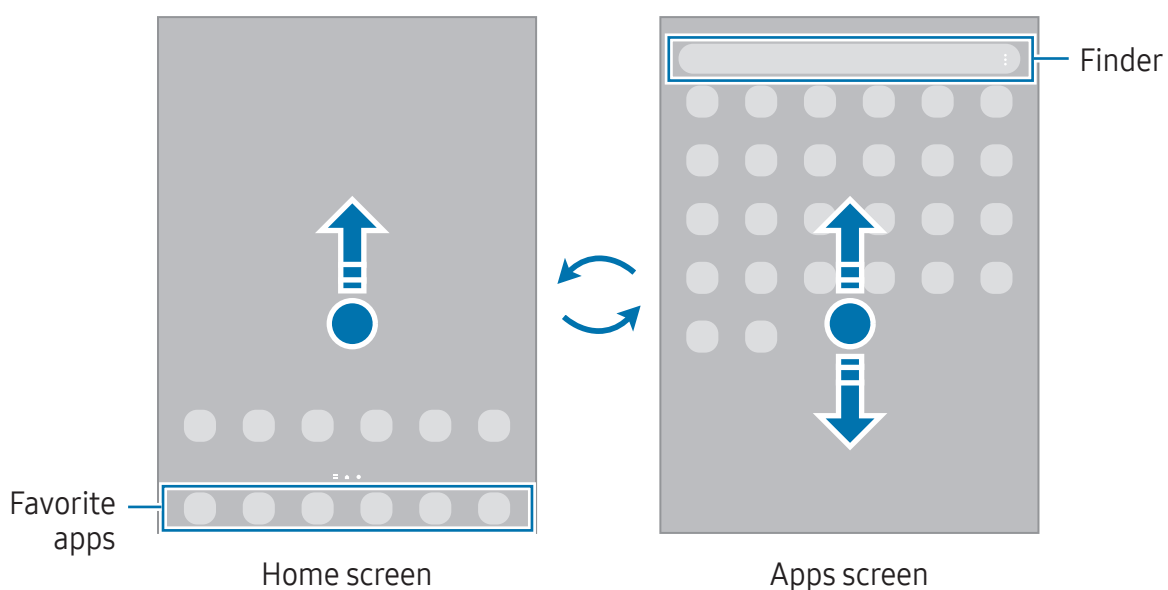 Finder
Favorite
apps
Home screen
Apps screen